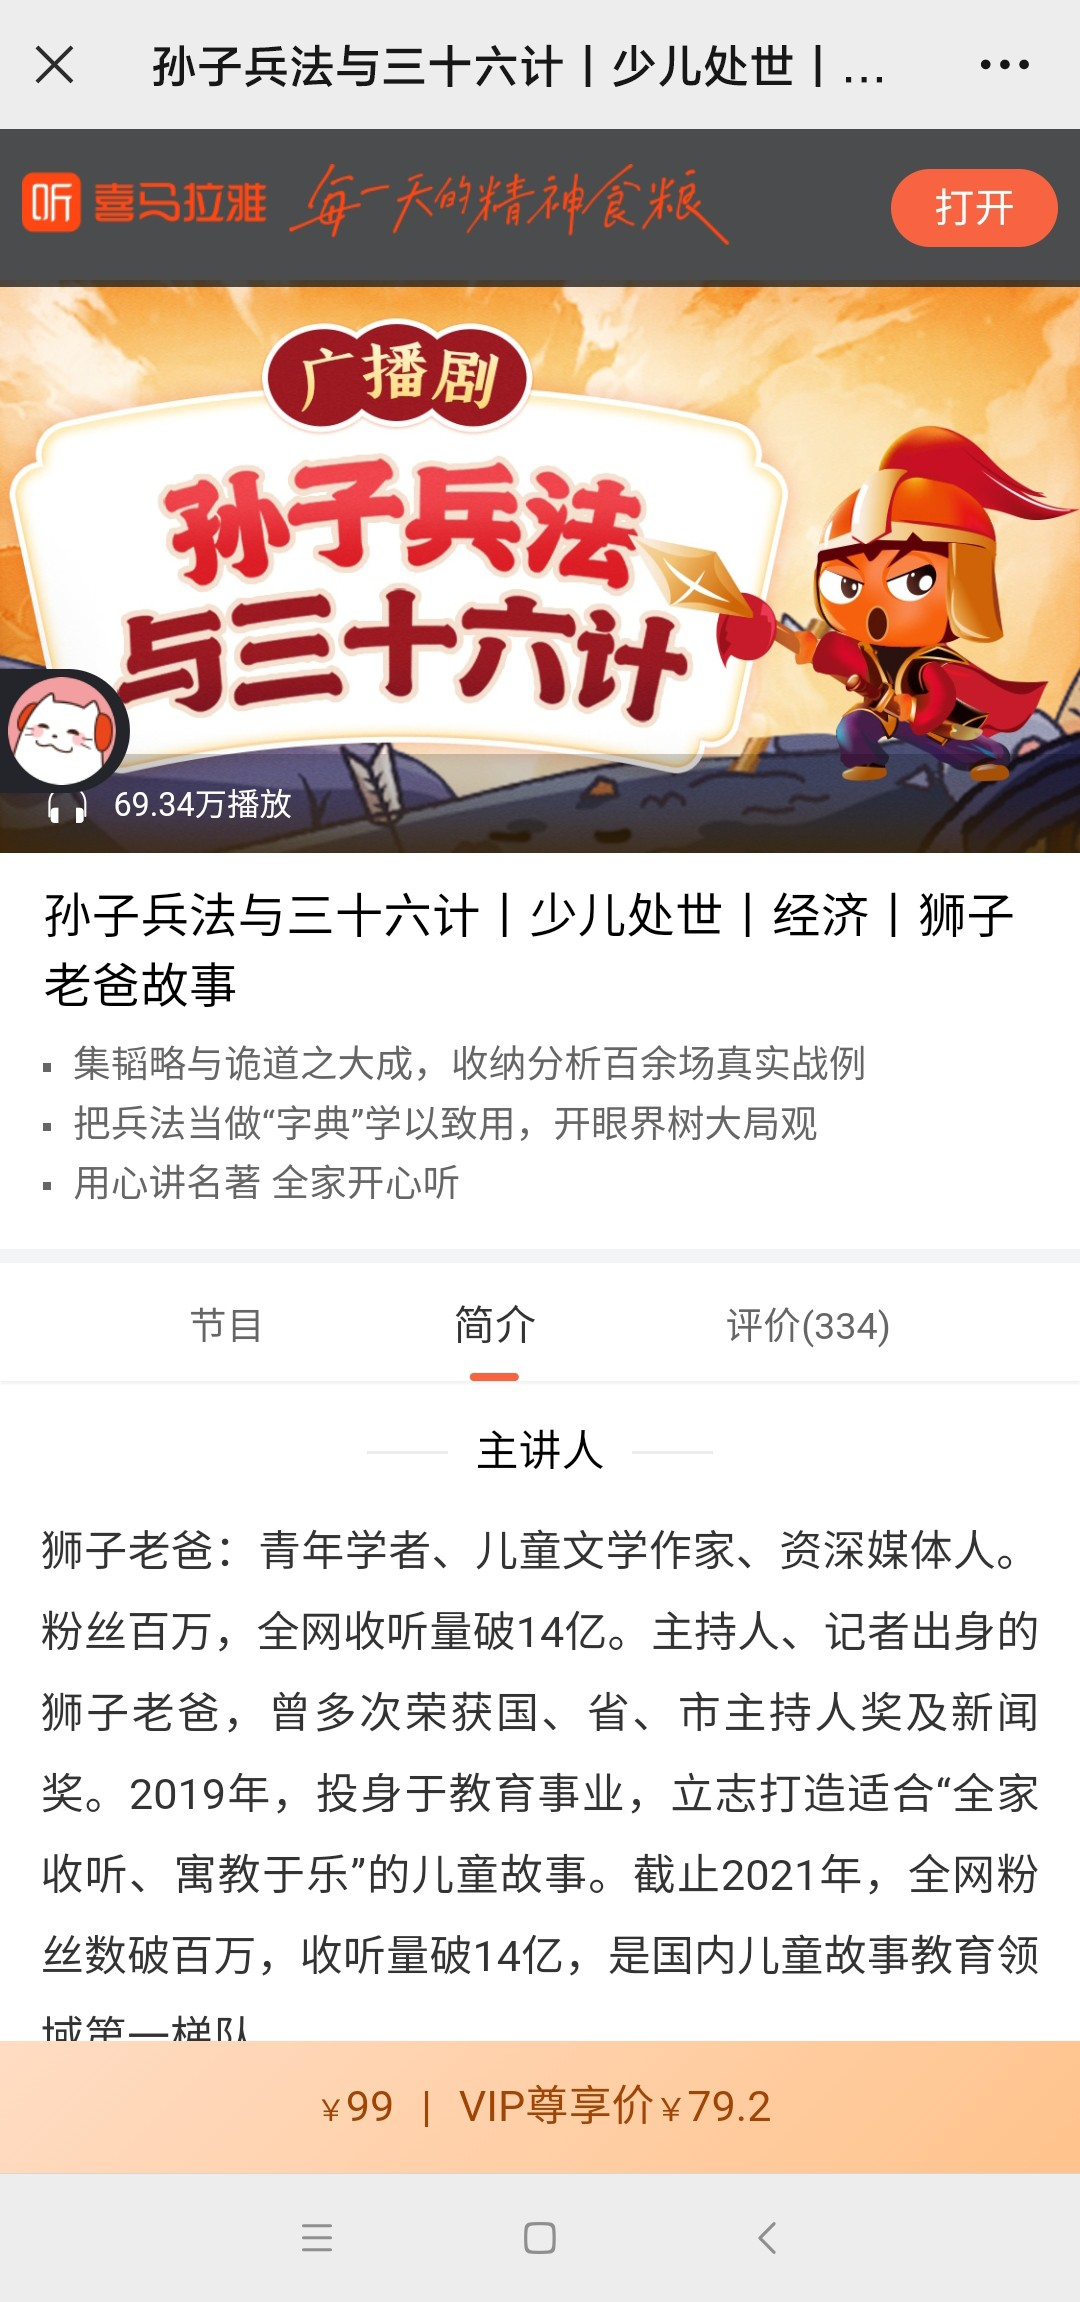 孙子兵法与三十六计丨少儿处世丨...
听 喜马拉雅 每一天的精神食粮 打开
广播剧
孙子兵法
与三十六计
69.34万播放
孙子兵法与三十六计丨少儿处世丨经济丨狮子
老爸故事
▪ 集韬略与诡道之大成，收纳分析百余场真实战例
▪ 把兵法当做“字典”学以致用，开眼界树大局观
▪ 用心讲名著 全家开心听
节目 简介 评价(334)
主讲人
狮子老爸：青年学者、儿童文学作家、资深媒体人。
粉丝百万，全网收听量破14亿。主持人、记者出身的
狮子老爸，曾多次荣获国、省、市主持人奖及新闻
奖。2019年，投身于教育事业，立志打造适合“全家
收听、寓教于乐”的儿童故事。截止2021年，全网粉
丝数破百万，收听量破14亿，是国内儿童故事教育领
域第一梯队
¥99 | VIP尊享价¥79.2